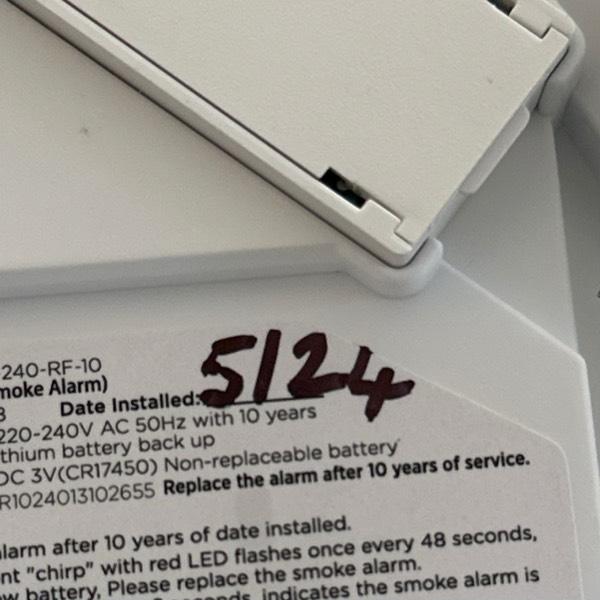 240-RF-10
moke Alarm)
Date Installed: 5/24
220-240V AC 50Hz with 10 years
thium battery back up
DC 3V(CR17450) Non-replaceable battery
R1024013102655 Replace the alarm after 10 years of service.
larm after 10 years of date installed.
nt "chirp" with red LED flashes once every 48 seconds,
w battery, Please replace the smoke alarm.
seconds, indicates the smoke alarm is